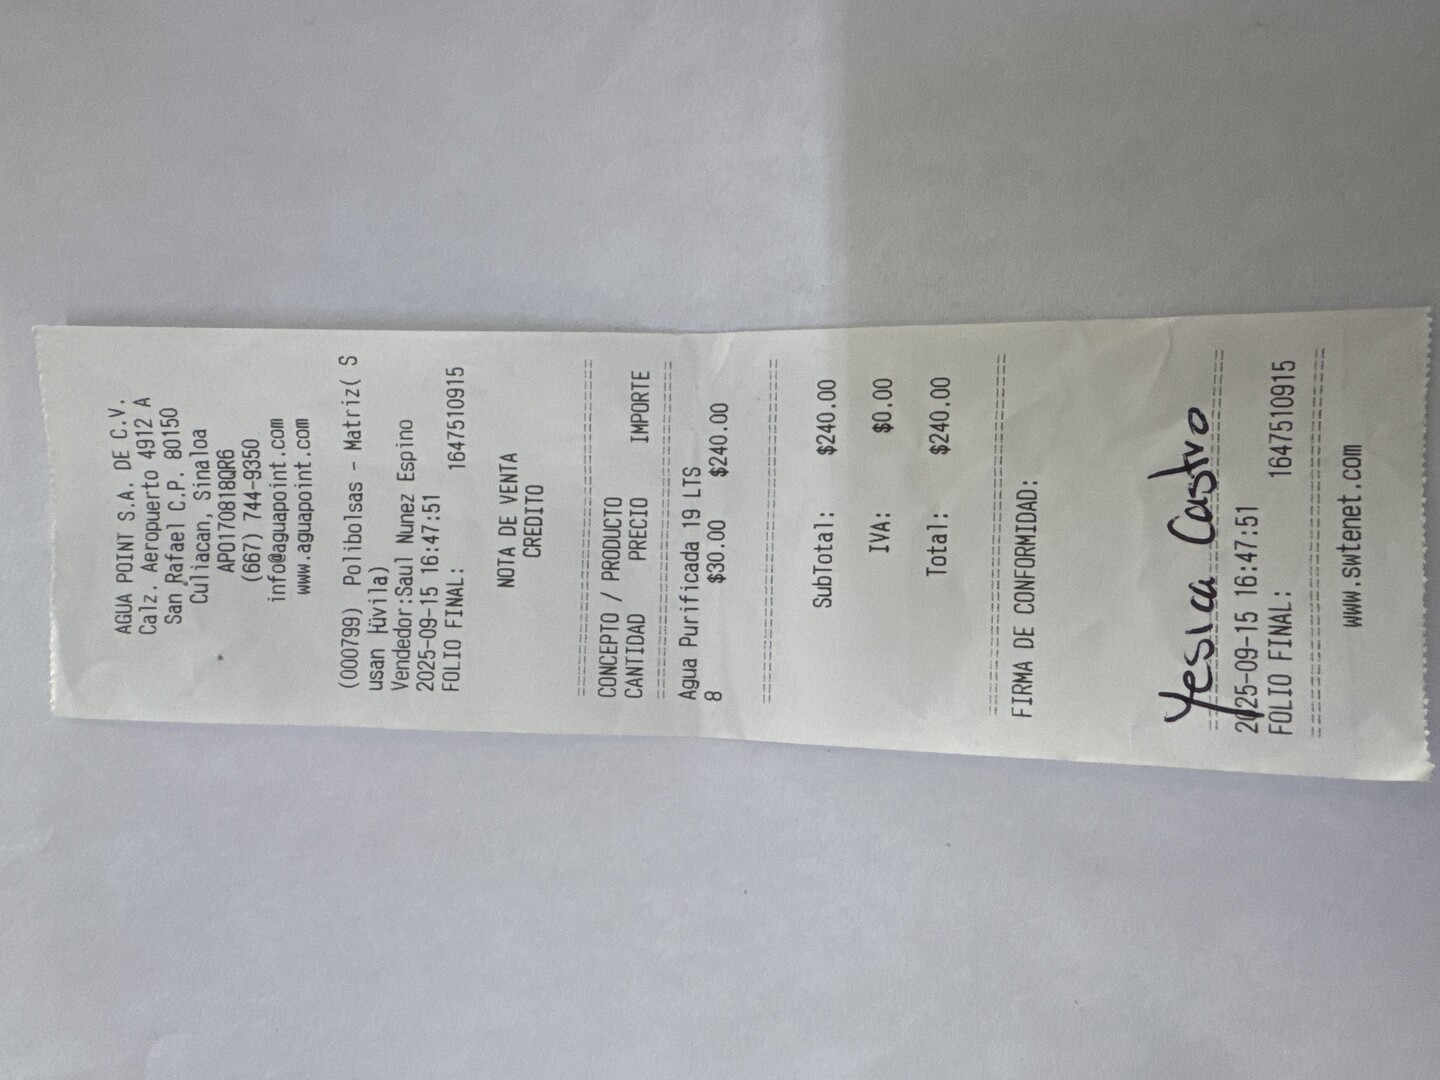 AGUA POINT S.A. DE C.V.
Calz. Aeropuerto 4912 A
San Rafael C.P. 80150
Culiacan, Sinaloa
APO170818QR6
(667) 744-9350
info@aguapoint.com
www.aguapoint.com
(000799) Polibolsas - Matriz( S
usan Huvila)
Vendedor:Saul Nunez Espino
2025-09-15 16:47:51
FOLIO FINAL: 1647510915
NOTA DE VENTA
CREDITO
CONCEPTO / PRODUCTO
CANTIDAD PRECIO IMPORTE
Agua Purificada 19 LTS
8 $30.00 $240.00
SubTotal: $240.00
IVA: $0.00
Total: $240.00
FIRMA DE CONFORMIDAD:
Yesica Castro
2025-09-15 16:47:51
FOLIO FINAL: 1647510915
www.swtenet.com